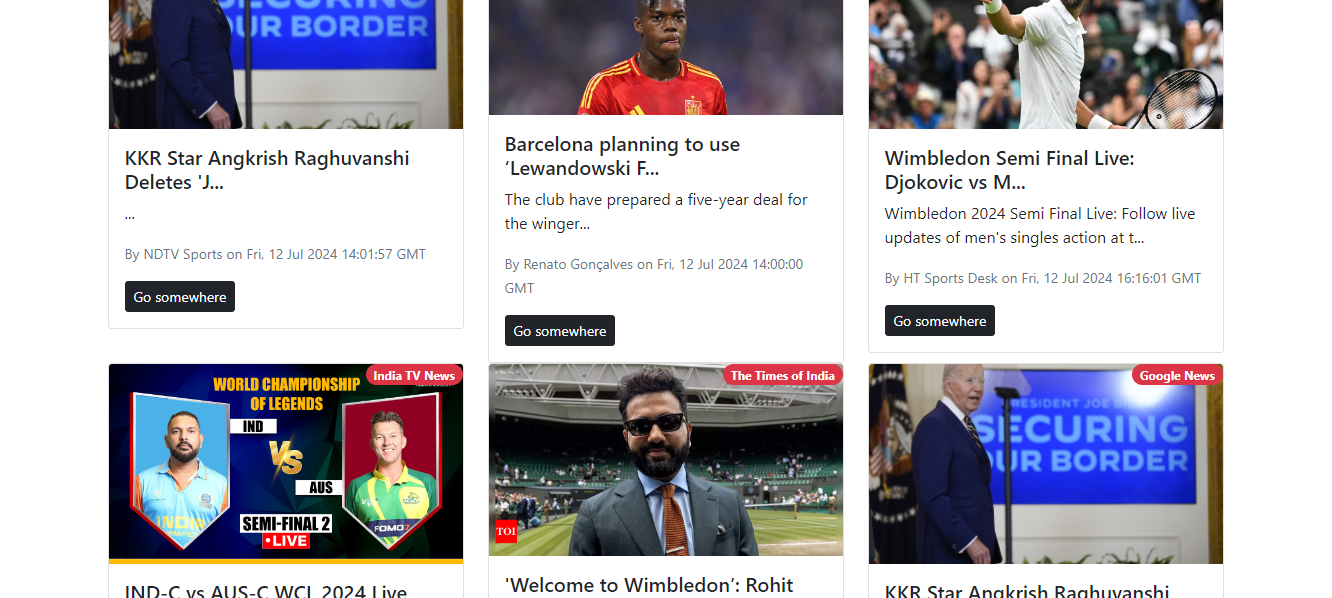 OUR BORDER
KKR Star Angkrish Raghuvanshi
Deletes 'J...
...
By NDTV Sports on Fri, 12 Jul 2024 14:01:57 GMT
Go somewhere
Barcelona planning to use
‘Lewandowski F...
The club have prepared a five-year deal for
the winger...
By Renato Gonçalves on Fri, 12 Jul 2024 14:00:00
GMT
Go somewhere
Wimbledon Semi Final Live:
Djokovic vs M...
Wimbledon 2024 Semi Final Live: Follow live
updates of men's singles action at t...
By HT Sports Desk on Fri, 12 Jul 2024 16:16:01 GMT
Go somewhere
India TV News
WORLD CHAMPIONSHIP
OF LEGENDS
IND
VS
AUS
INDIA
FOMO7
SEMI-FINAL 2
• LIVE
IND-C vs AUS-C WCL 2024 Live
The Times of India
TOI
'Welcome to Wimbledon’: Rohit
Google News
PRESIDENT JOE
SECURING
OUR BORDER
KKR Star Angkrish Raghuvanshi